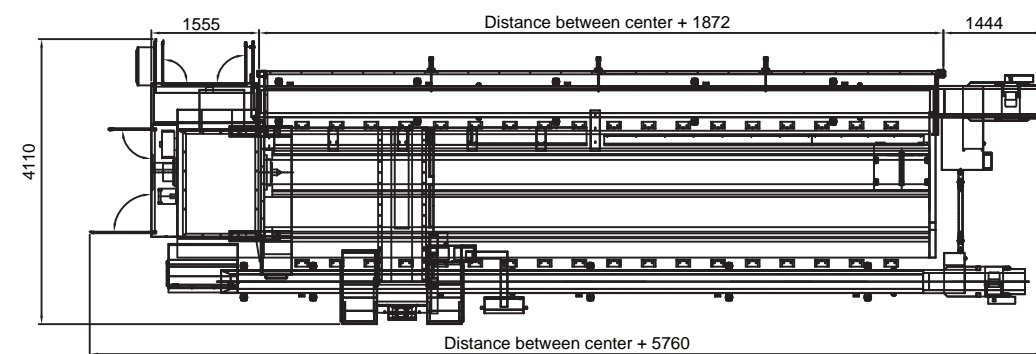 1555
Distance between center + 1872
1444
4110
Distance between center + 5760